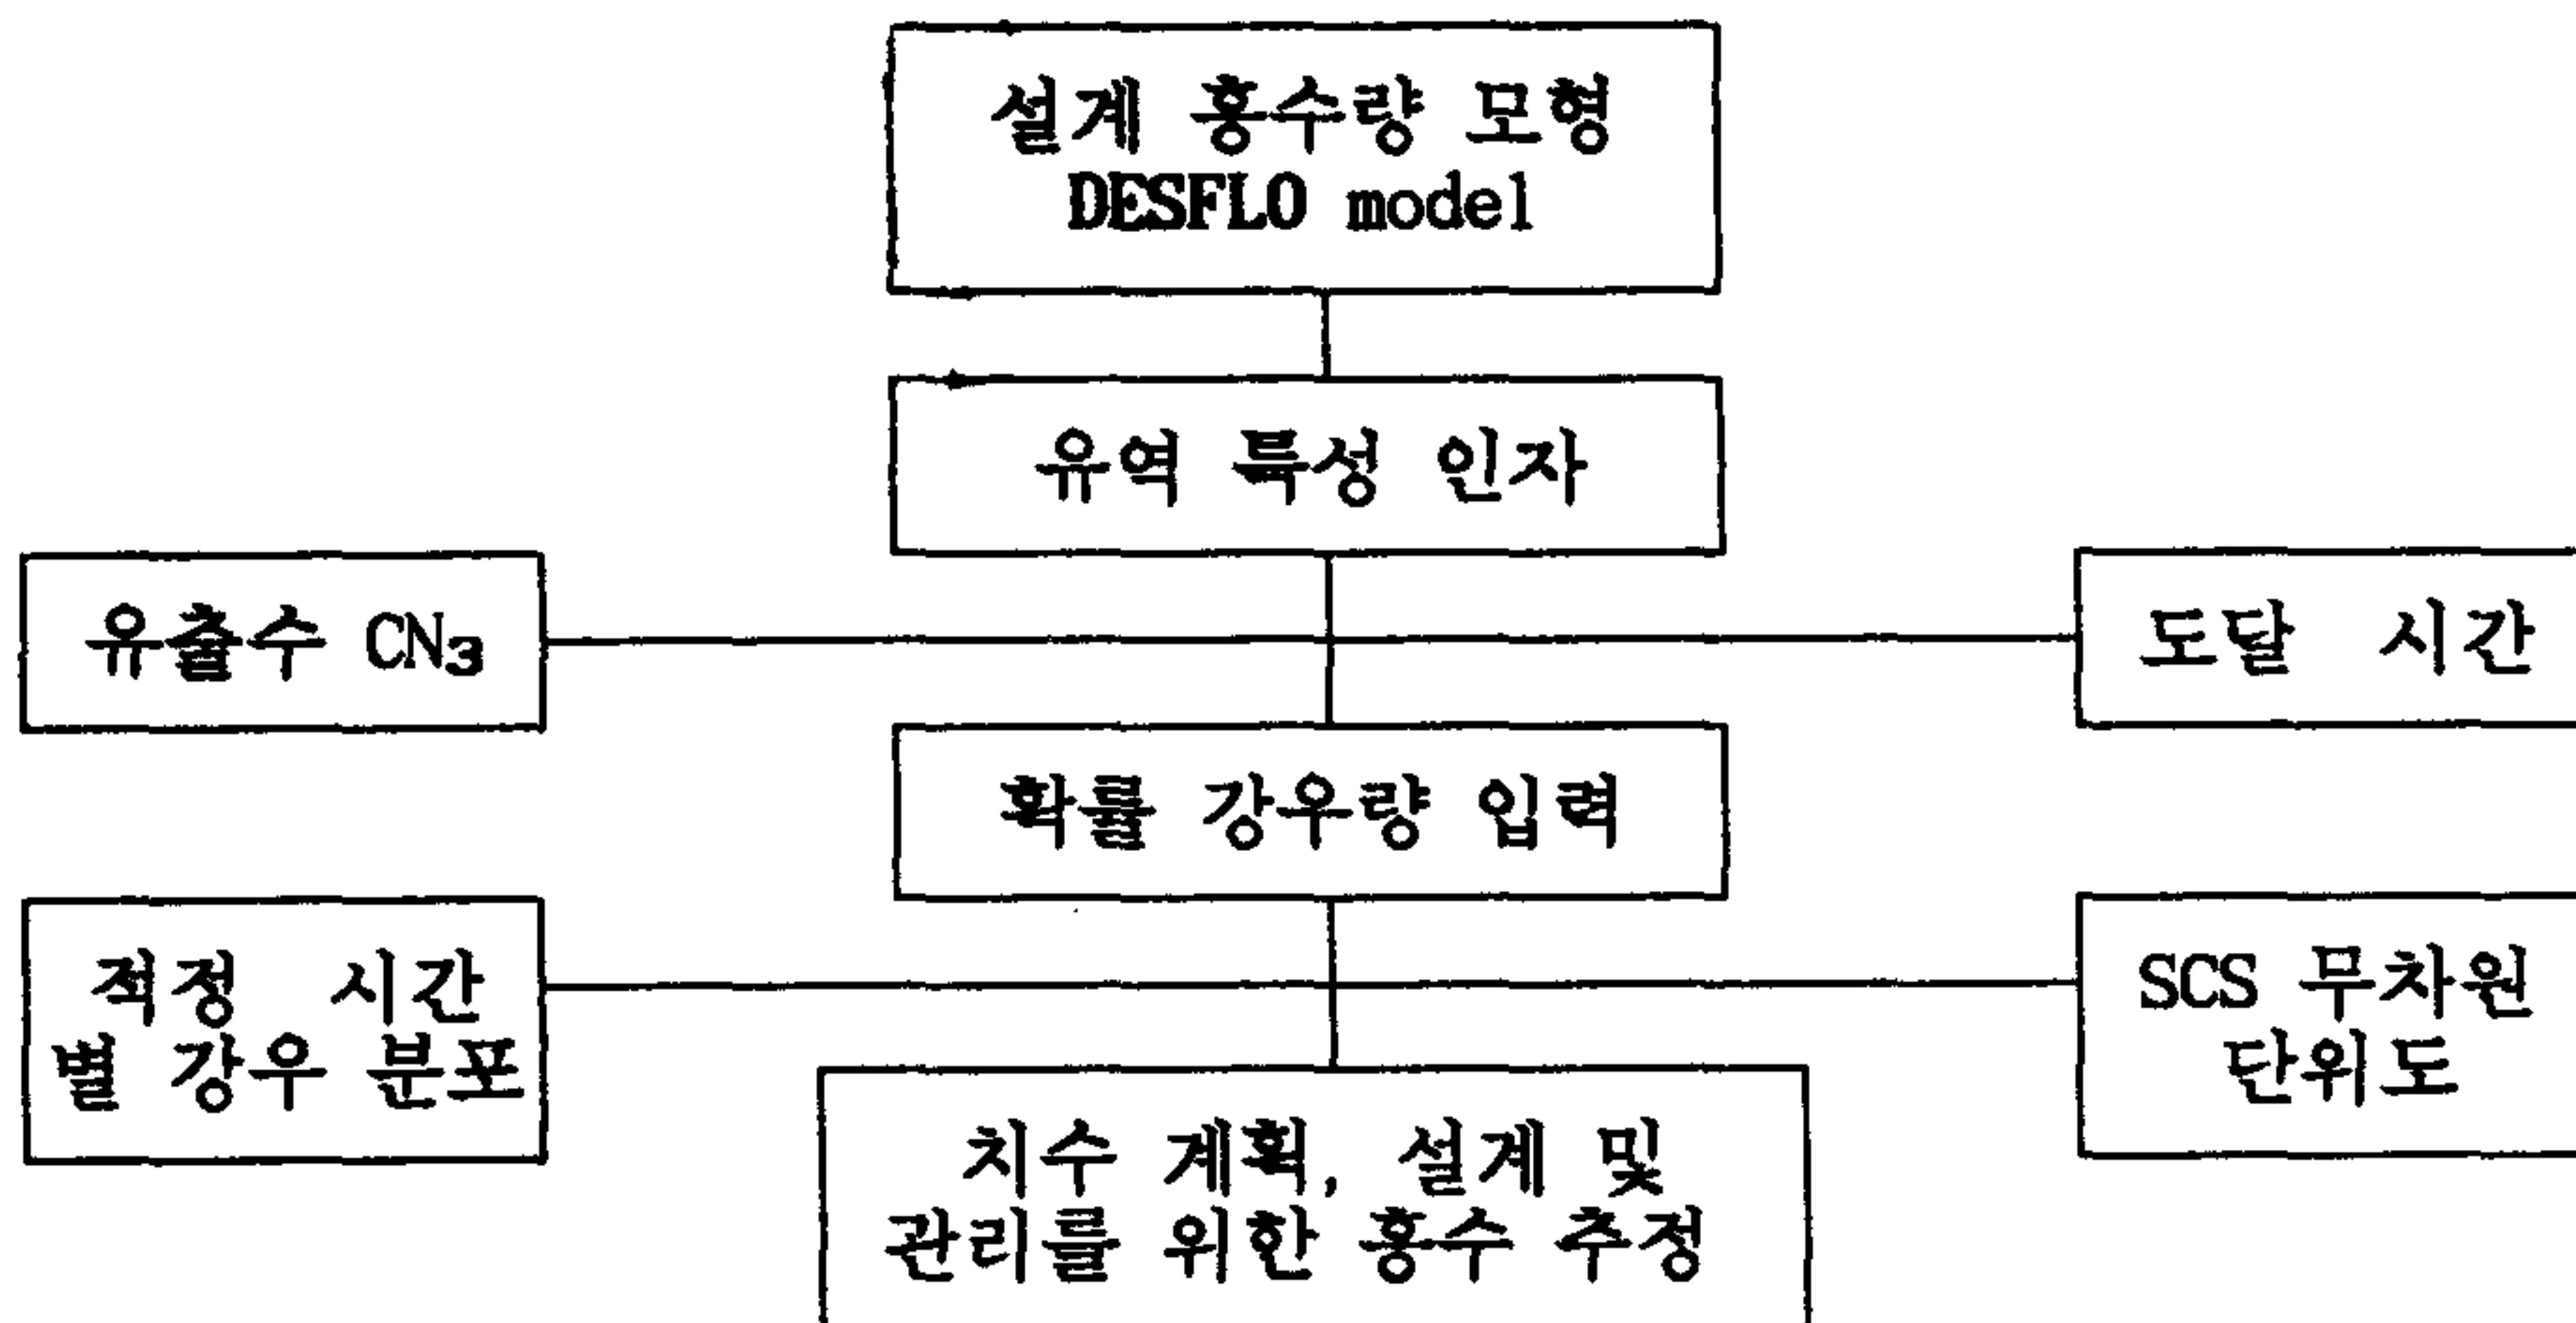 설계 홍수량 모형
DESFLO model
유역 특성 인자
유출수 CN₃
도달 시간
확률 강우량 입력
적정 시간
별 강우 분포
SCS 무차원
단위도
치수 계획, 설계 및
관리를 위한 홍수 추정